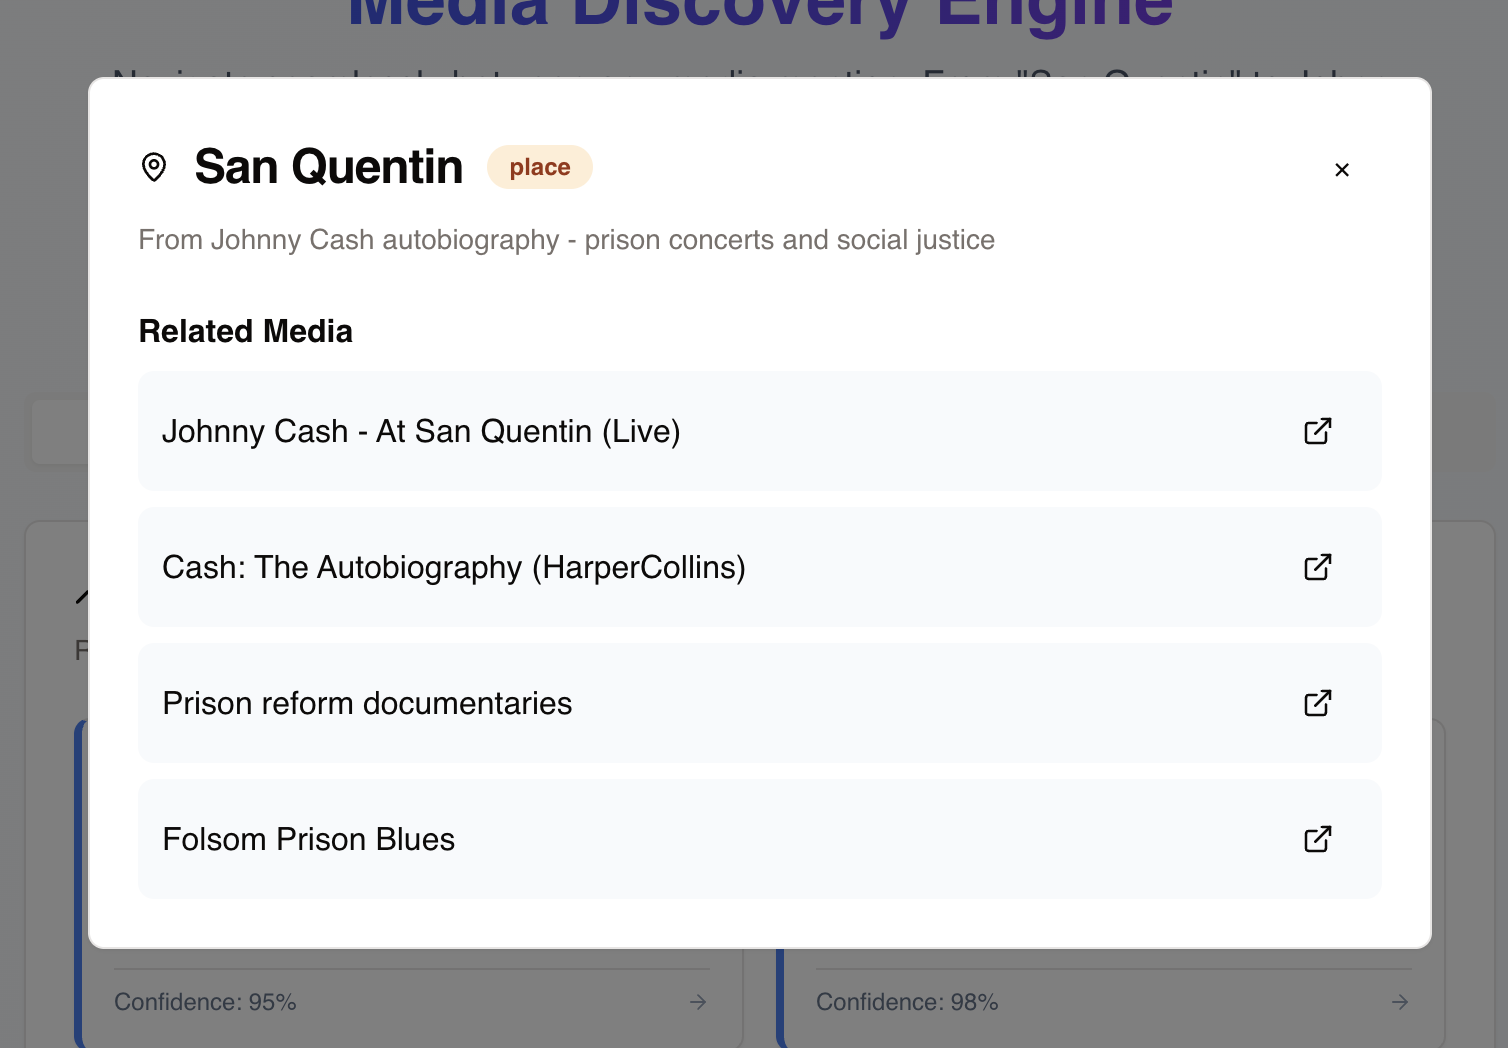 Media Discovery Engine
San Quentin
place
×
From Johnny Cash autobiography - prison concerts and social justice
Related Media
Johnny Cash - At San Quentin (Live)
Cash: The Autobiography (HarperCollins)
Prison reform documentaries
Folsom Prison Blues
Confidence: 95%
Confidence: 98%